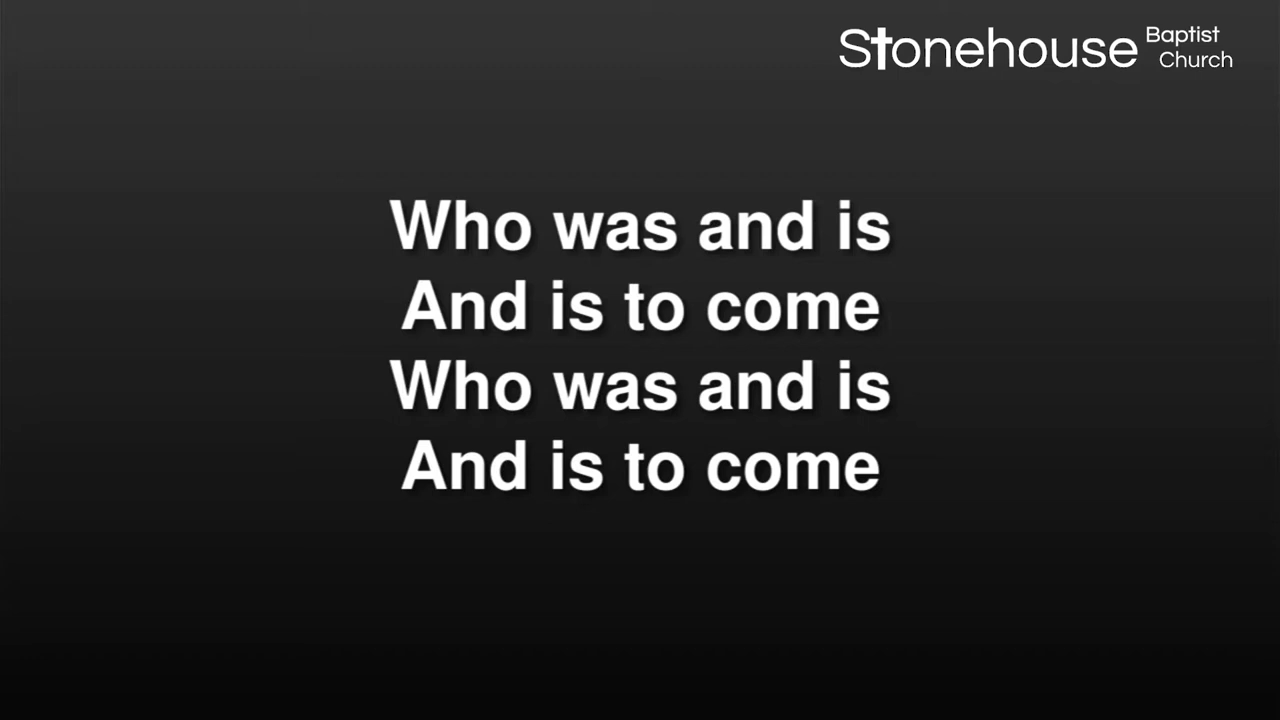 Stonehouse Baptist Church
Who was and is
And is to come
Who was and is
And is to come